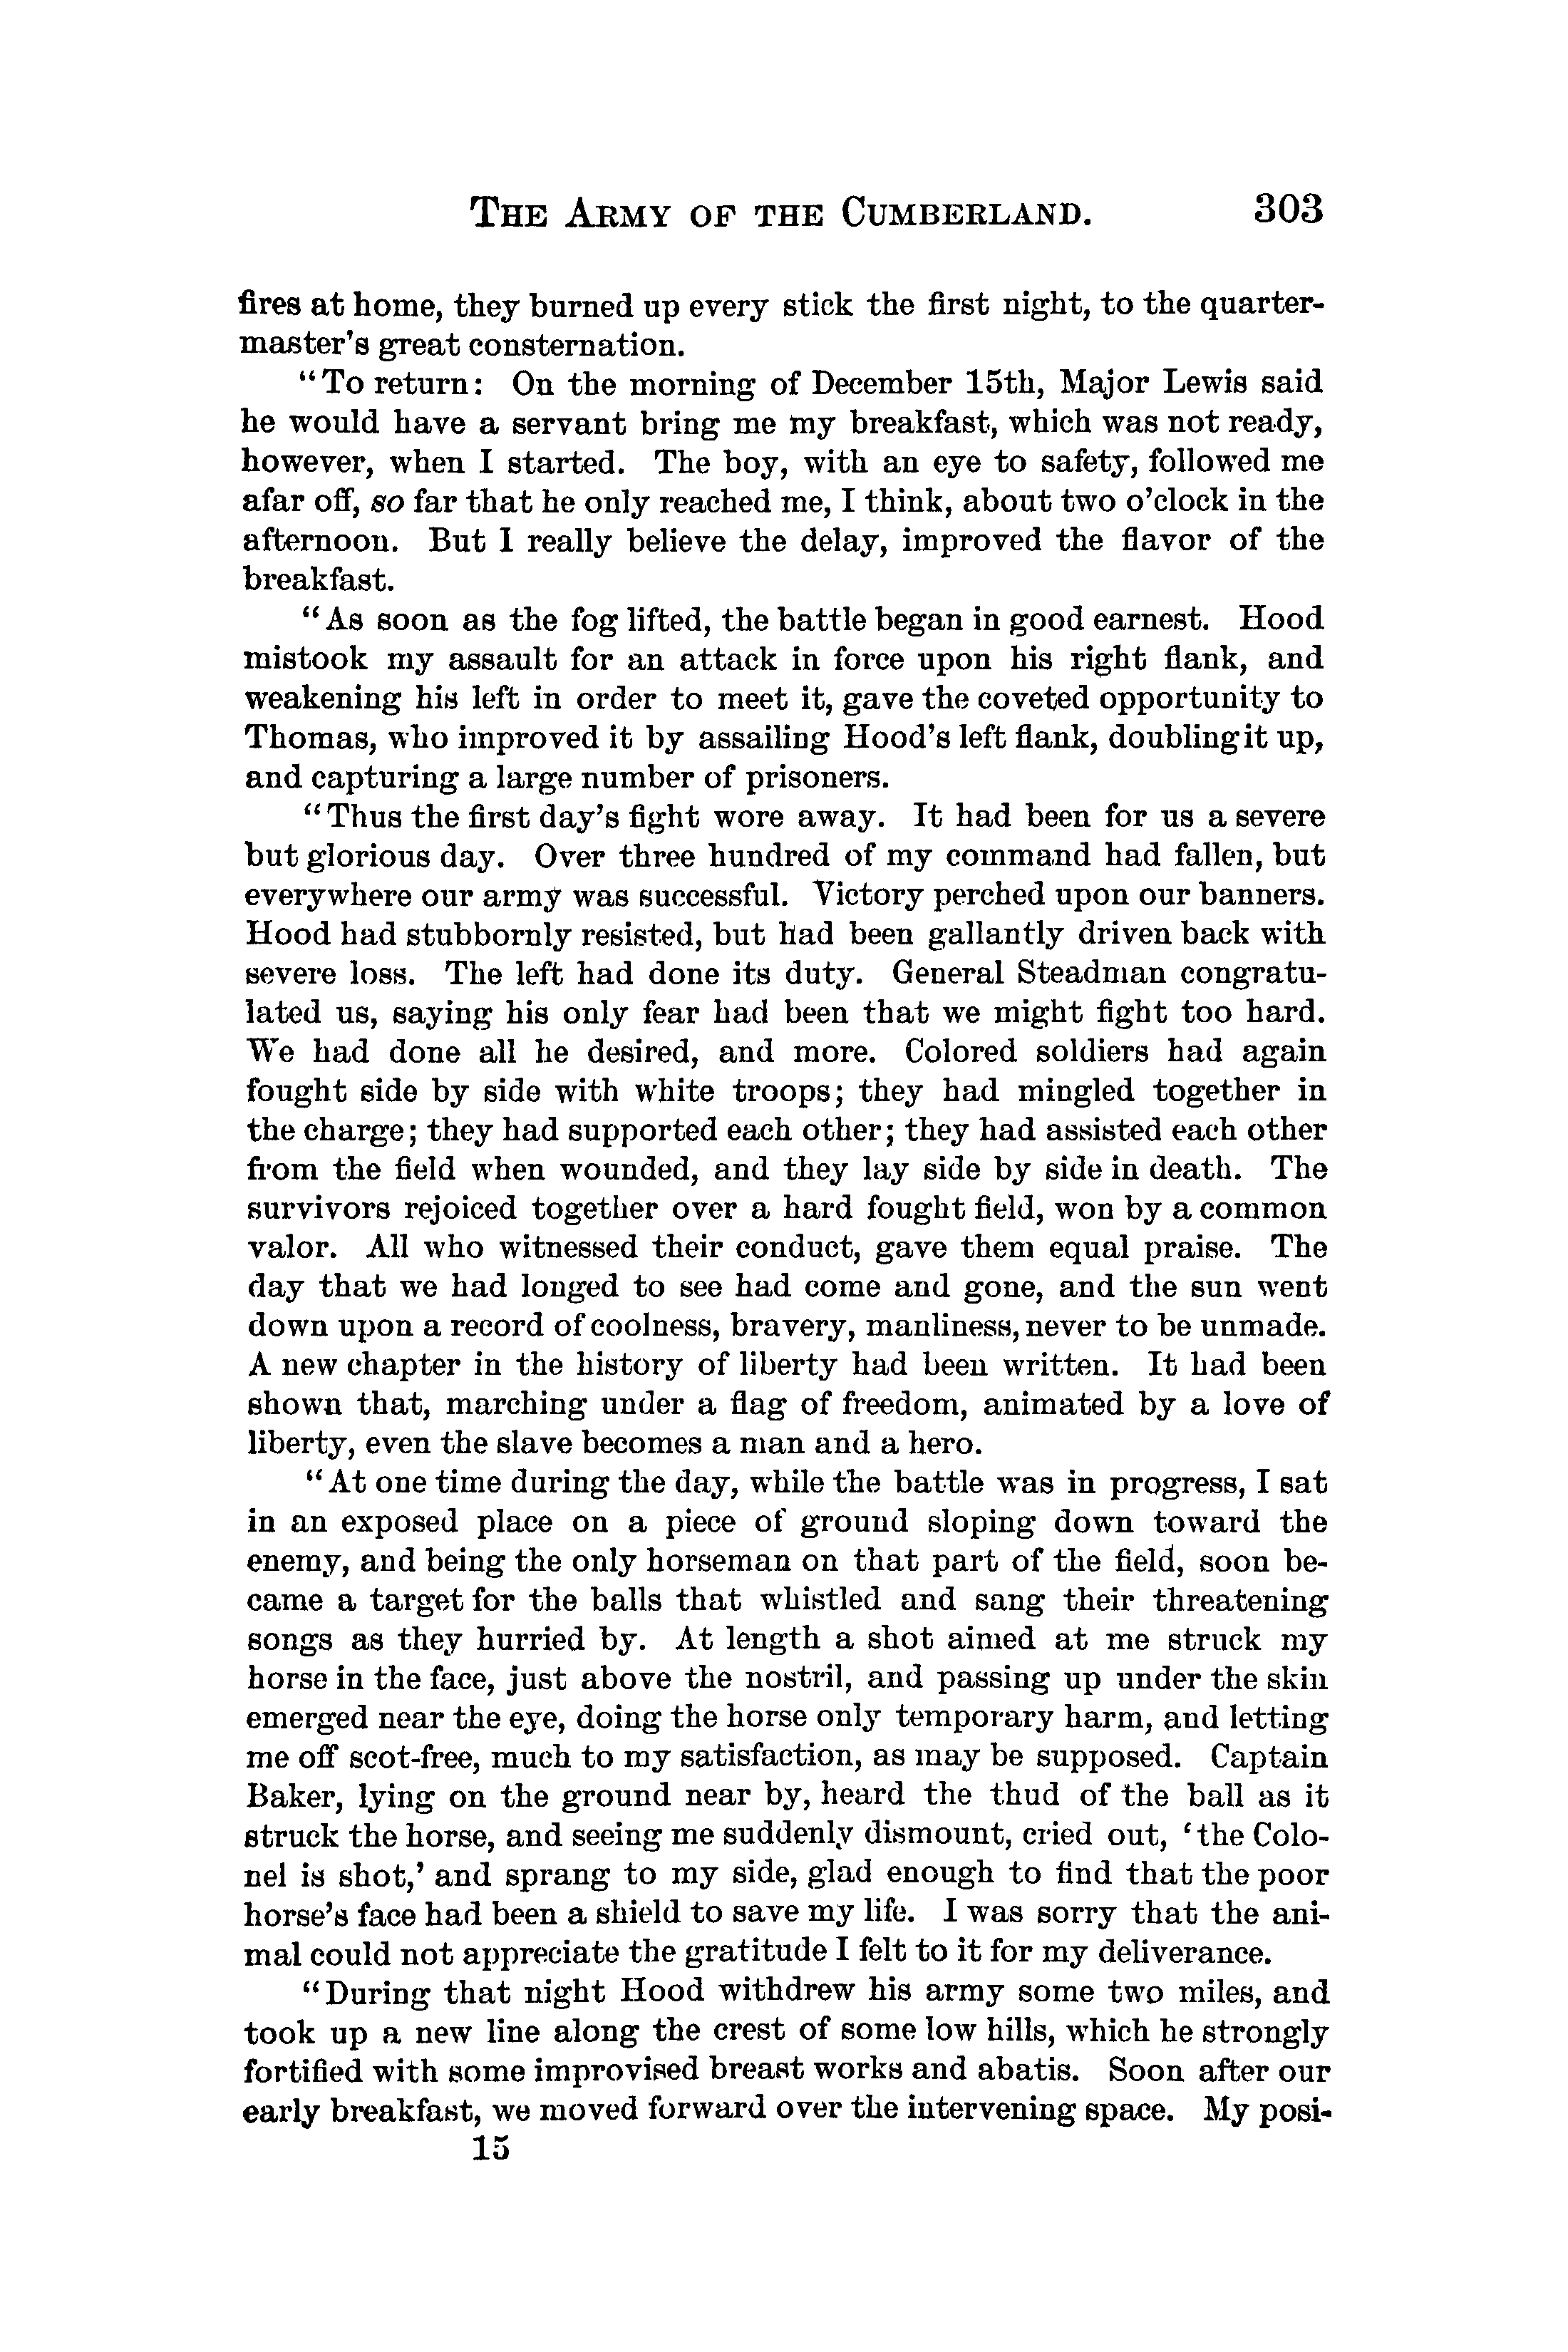 THE ARMY OF THE CUMBERLAND. 303
fires at home, they burned up every stick the first night, to the quarter-
master's great consternation.
"To return: On the morning of December 15th, Major Lewis said
he would have a servant bring me my breakfast, which was not ready,
however, when I started. The boy, with an eye to safety, followed me
afar off, so far that he only reached me, I think, about two o'clock in the
afternoon. But I really believe the delay, improved the flavor of the
breakfast.
"As soon as the fog lifted, the battle began in good earnest. Hood
mistook my assault for an attack in force upon his right flank, and
weakening his left in order to meet it, gave the coveted opportunity to
Thomas, who improved it by assailing Hood's left flank, doubling it up,
and capturing a large number of prisoners.
"Thus the first day's fight wore away. It had been for us a severe
but glorious day. Over three hundred of my command had fallen, but
everywhere our army was successful. Victory perched upon our banners.
Hood had stubbornly resisted, but had been gallantly driven back with
severe loss. The left had done its duty. General Steadman congratu-
lated us, saying his only fear had been that we might fight too hard.
We had done all he desired, and more. Colored soldiers had again
fought side by side with white troops; they had mingled together in
the charge; they had supported each other; they had assisted each other
from the field when wounded, and they lay side by side in death. The
survivors rejoiced together over a hard fought field, won by a common
valor. All who witnessed their conduct, gave them equal praise. The
day that we had longed to see had come and gone, and the sun went
down upon a record of coolness, bravery, manliness, never to be unmade.
A new chapter in the history of liberty had been written. It had been
shown that, marching under a flag of freedom, animated by a love of
liberty, even the slave becomes a man and a hero.
"At one time during the day, while the battle was in progress, I sat
in an exposed place on a piece of ground sloping down toward the
enemy, and being the only horseman on that part of the field, soon be-
came a target for the balls that whistled and sang their threatening
songs as they hurried by. At length a shot aimed at me struck my
horse in the face, just above the nostril, and passing up under the skin
emerged near the eye, doing the horse only temporary harm, and letting
me off scot-free, much to my satisfaction, as may be supposed. Captain
Baker, lying on the ground near by, heard the thud of the ball as it
struck the horse, and seeing me suddenly dismount, cried out, 'the Colo-
nel is shot,' and sprang to my side, glad enough to find that the poor
horse's face had been a shield to save my life. I was sorry that the ani-
mal could not appreciate the gratitude I felt to it for my deliverance.
"During that night Hood withdrew his army some two miles, and
took up a new line along the crest of some low hills, which he strongly
fortified with some improvised breast works and abatis. Soon after our
early breakfast, we moved forward over the intervening space. My posi-
15